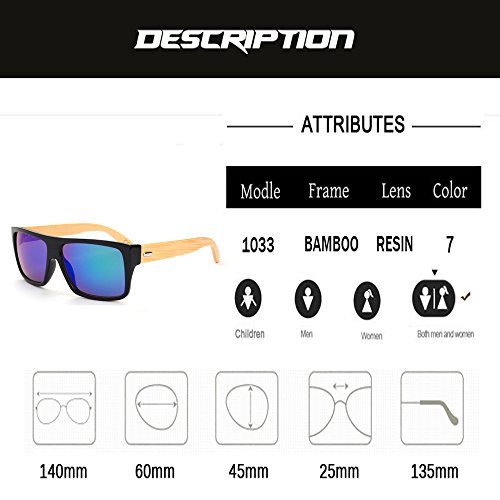 DESCRIPTION
ATTRIBUTES
Modle Frame Lens Color
1033 BAMBOO RESIN 7
Children Men Women Both men and women
140mm 60mm 45mm 25mm 135mm